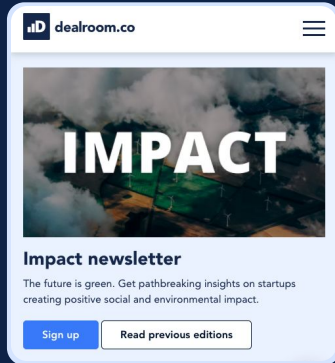 dealroom.co
IMPACT
Impact newsletter
The future is green. Get pathbreaking insights on startups
creating positive social and environmental impact.
Sign up
Read previous editions